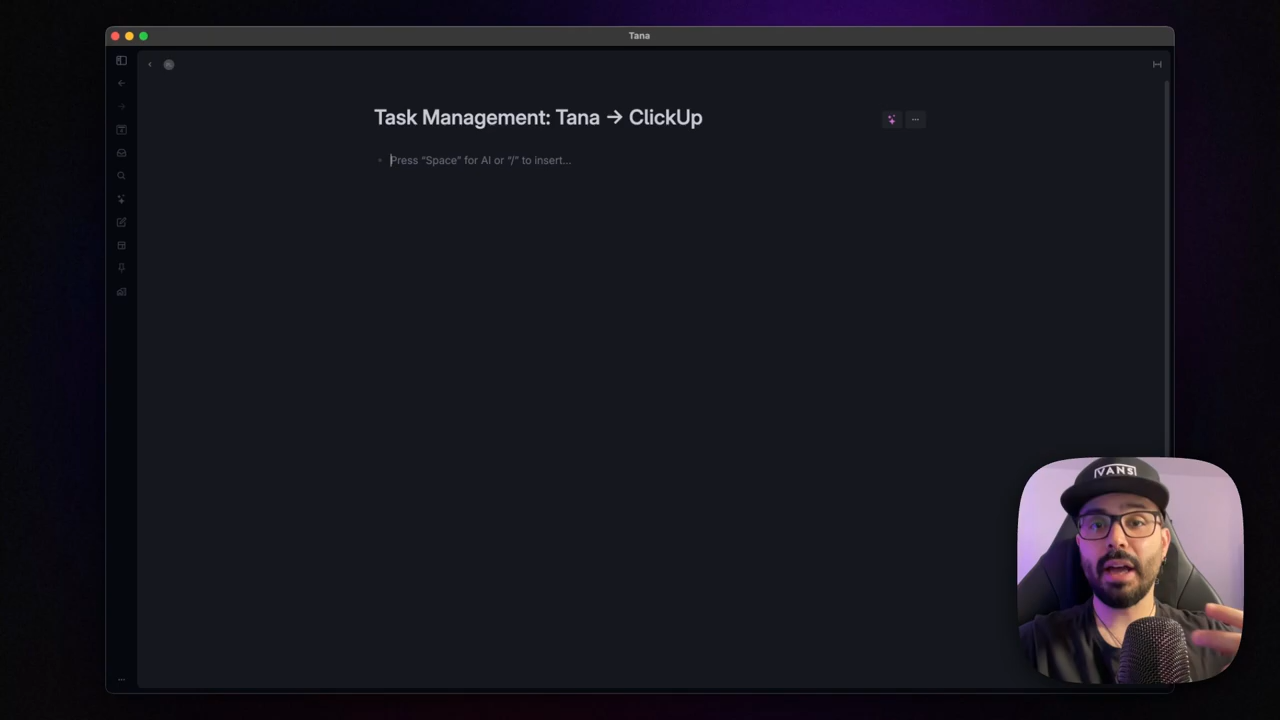 Tana
Task Management: Tana → ClickUp
Press “Space” for AI or “/” to insert...
VANS